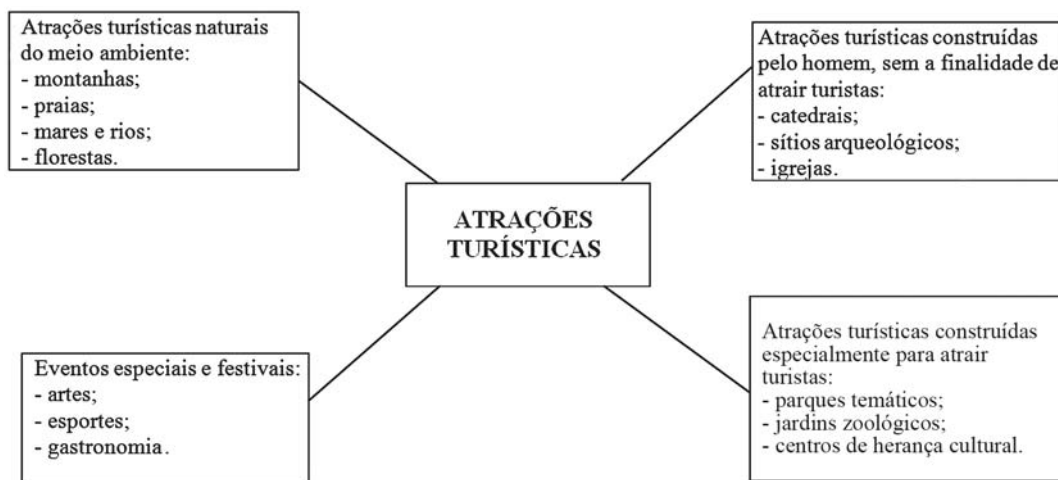 Atrações turísticas naturais
do meio ambiente:
- montanhas;
- praias;
- mares e rios;
- florestas.
Atrações turísticas construídas
pelo homem, sem a finalidade de
atrair turistas:
- catedrais;
- sítios arqueológicos;
- igrejas.
ATRAÇÕES
TURÍSTICAS
Eventos especiais e festivais:
- artes;
- esportes;
- gastronomia.
Atrações turísticas construídas
especialmente para atrair
turistas:
- parques temáticos;
- jardins zoológicos;
- centros de herança cultural.